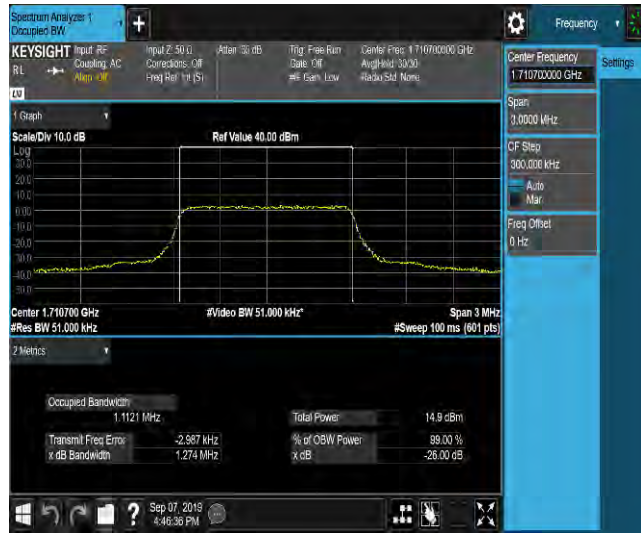 Spectrum Analyzer 1
Occupied BW
Frequency
KEYSIGHT
Input: RF
Coupling: AC
Align: Off
Input Z: 50 Ω
Corrections: Off
Freq Ref: Int (S)
Trig: Free Run
Gate: Off
#IF Gain: Low
Center Freq: 1.710700000 GHz
Avg|Hold: 30/30
Radio Std: None
RL
Center Frequency
1.710700000 GHz
Settings
Span
3.0000 MHz
CF Step
300.000 kHz
Auto
Man
Freq Offset
0 Hz
1 Graph
Scale/Div 10.0 dB
Ref Value 40.00 dBm
Log
30.0
20.0
10.0
0.00
-10.0
-20.0
-30.0
-40.0
-50.0
Center 1.710700 GHz
#Video BW 51.000 kHz*
Span 3 MHz
#Res BW 51.000 kHz
#Sweep 100 ms (601 pts)
2 Metrics
Occupied Bandwidth
1.1121 MHz
Total Power
14.9 dBm
Transmit Freq Error
-2.987 kHz
% of OBW Power
99.00 %
x dB Bandwidth
1.274 MHz
x dB
-26.00 dB
Sep 07, 2019
4:46:36 PM